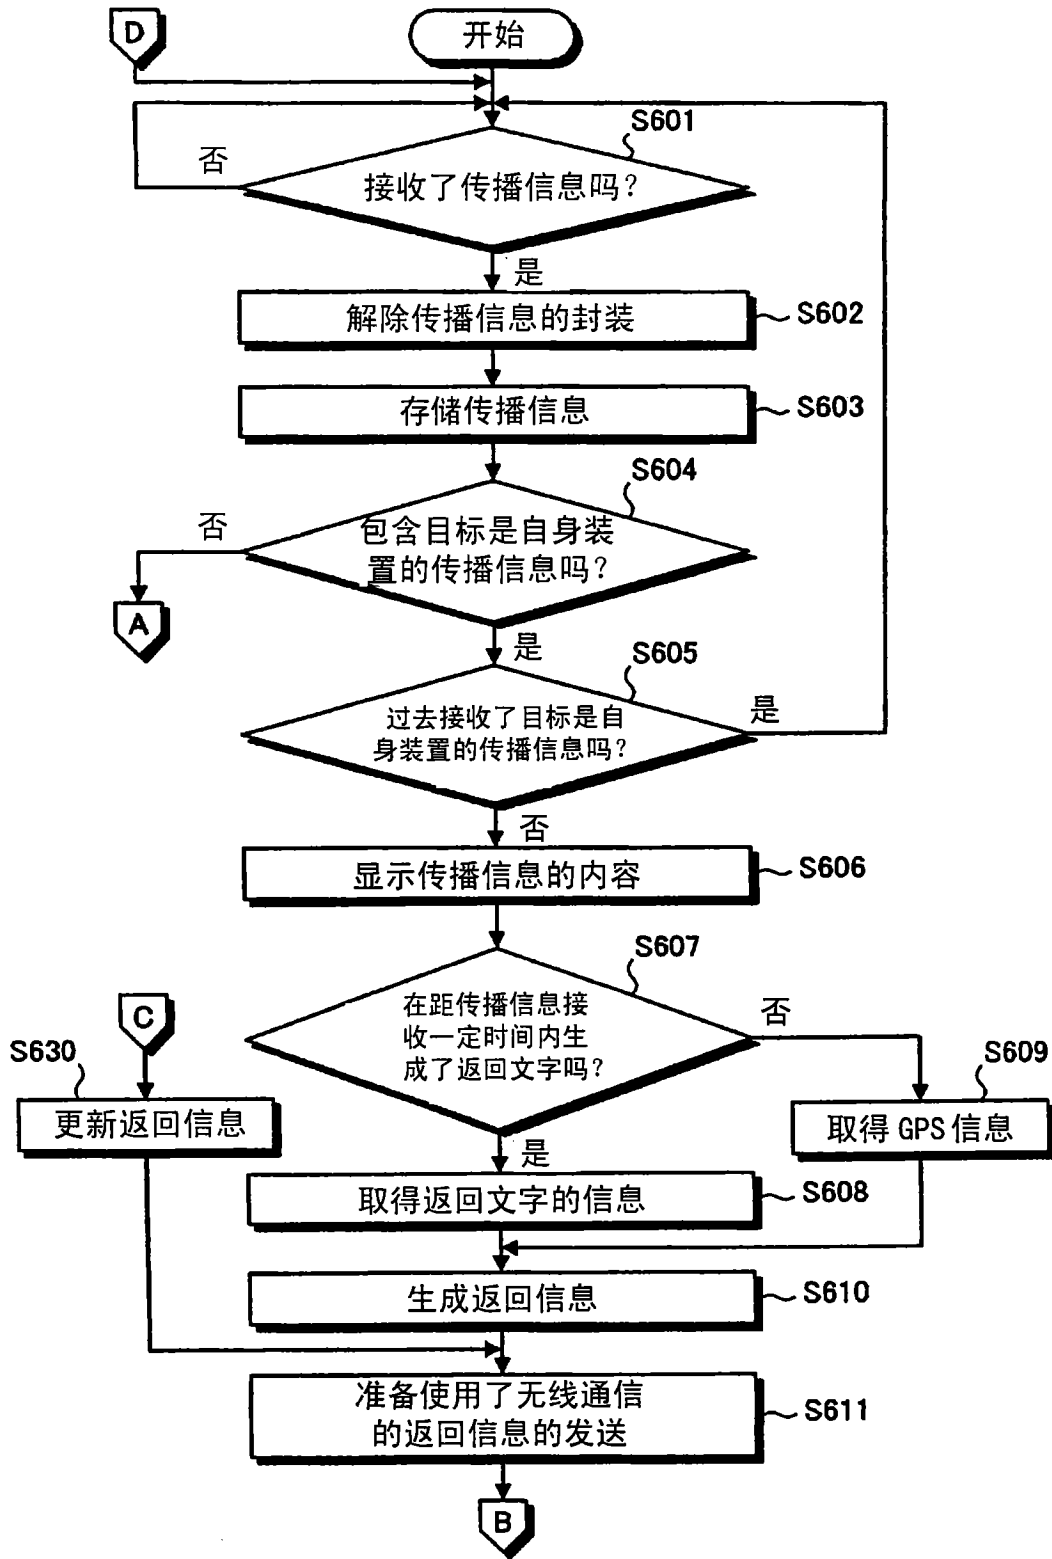 D
开始
S601
否
接收了传播信息吗？
是
解除传播信息的封装
S602
存储传播信息
S603
S604
否
包含目标是自身装
置的传播信息吗？
A
是
S605
过去接收了目标是自
身装置的传播信息吗？
是
否
显示传播信息的内容
S606
S607
在距传播信息接
收一定时间内生
成了返回文字吗？
否
C
S630
更新返回信息
S609
取得GPS信息
是
取得返回文字的信息
S608
生成返回信息
S610
准备使用了无线通信
的返回信息的发送
S611
B